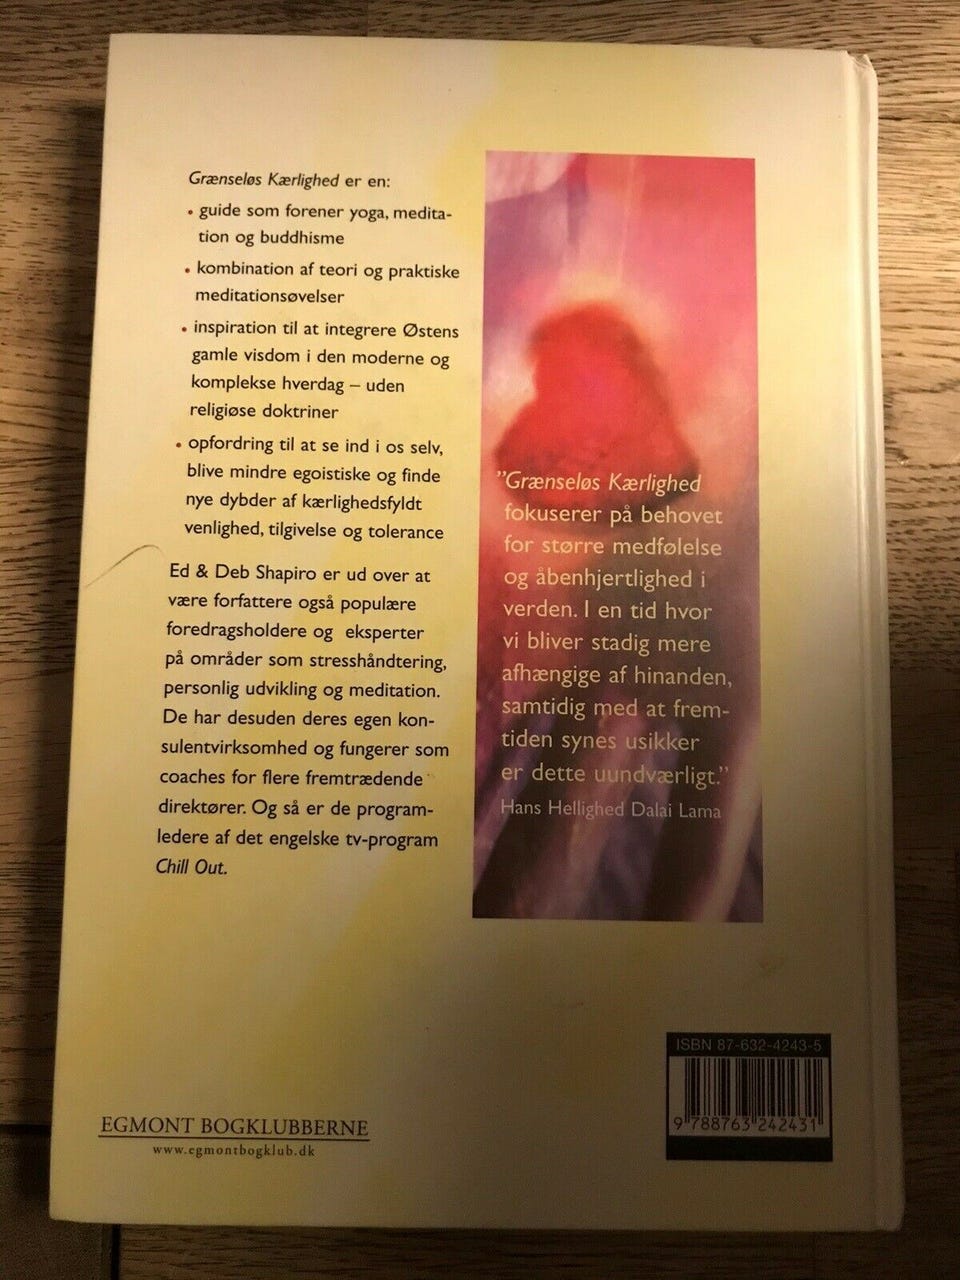 Grænseløs Kærlighed er en:
• guide som forener yoga, medita-
tion og buddhisme
• kombination af teori og praktiske
meditationsøvelser
• inspiration til at integrere Østens
gamle visdom i den moderne og
komplekse hverdag – uden
religiøse doktriner
• opfordring til at se ind i os selv,
blive mindre egoistiske og finde
nye dybder af kærlighedsfyldt
venlighed, tilgivelse og tolerance
Ed & Deb Shapiro er ud over at
være forfattere også populære
foredragsholdere og eksperter
på områder som stresshåndtering,
personlig udvikling og meditation.
De har desuden deres egen kon-
sulentvirksomhed og fungerer som
coaches for flere fremtrædende
direktører. Og så er de program-
ledere af det engelske tv-program
Chill Out.
”Grænseløs Kærlighed
fokuserer på behovet
for større medfølelse
og åbenhjertlighed i
verden. I en tid hvor
vi bliver stadig mere
afhængige af hinanden,
samtidig med at frem-
tiden synes usikker
er dette uundværligt.”
Hans Hellighed Dalai Lama
EGMONT BOGKLUBBERNE
www.egmontbogklub.dk
ISBN 87-632-4243-5
9 788763 242431